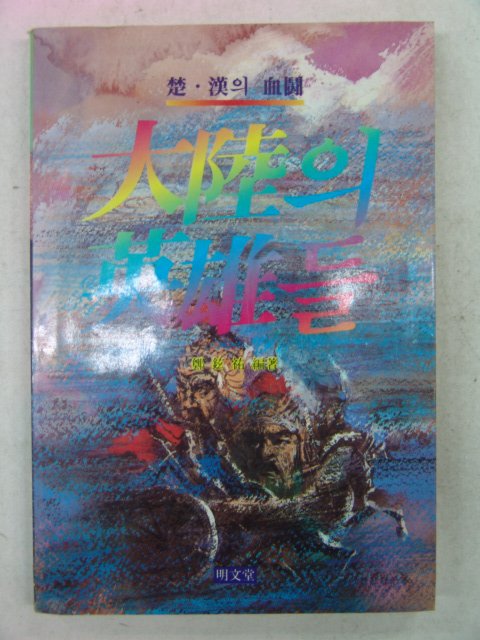 楚·漢의 血鬪
大陸의
英雄들
編著
明文堂